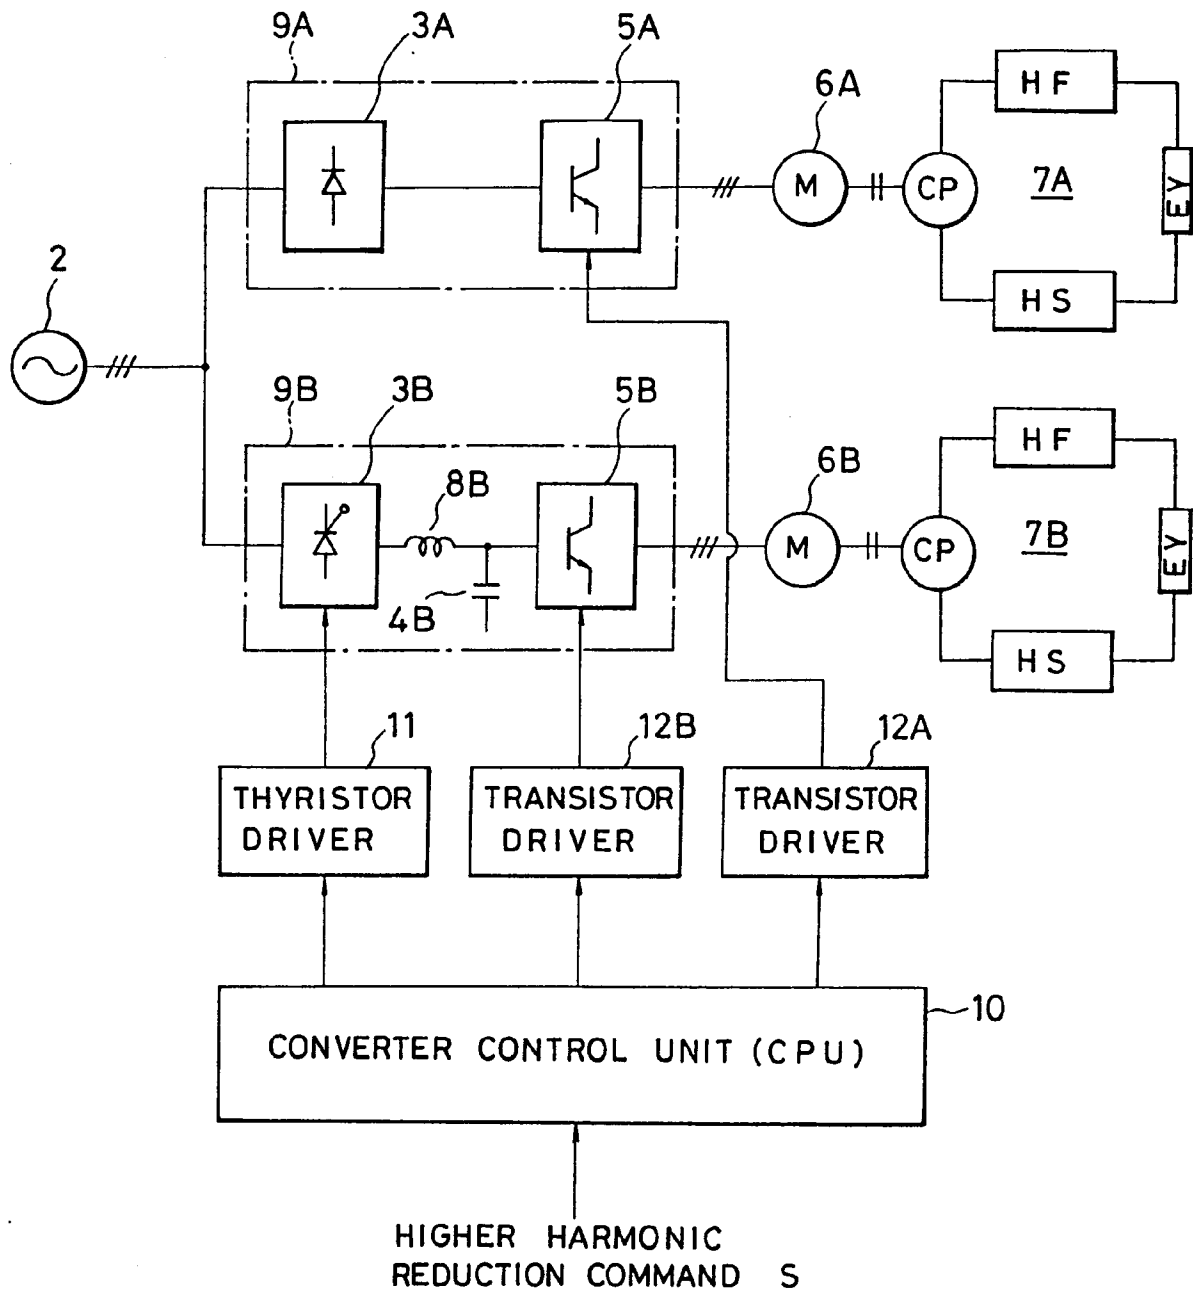 9A
3A
5A
6A
HF
M
CP
7A
EY
HS
2
9B
3B
8B
5B
6B
HF
M
CP
7B
EY
4B
HS
11
12B
12A
THYRISTOR
DRIVER
TRANSISTOR
DRIVER
TRANSISTOR
DRIVER
10
CONVERTER CONTROL UNIT (CPU)
HIGHER HARMONIC
REDUCTION COMMAND S